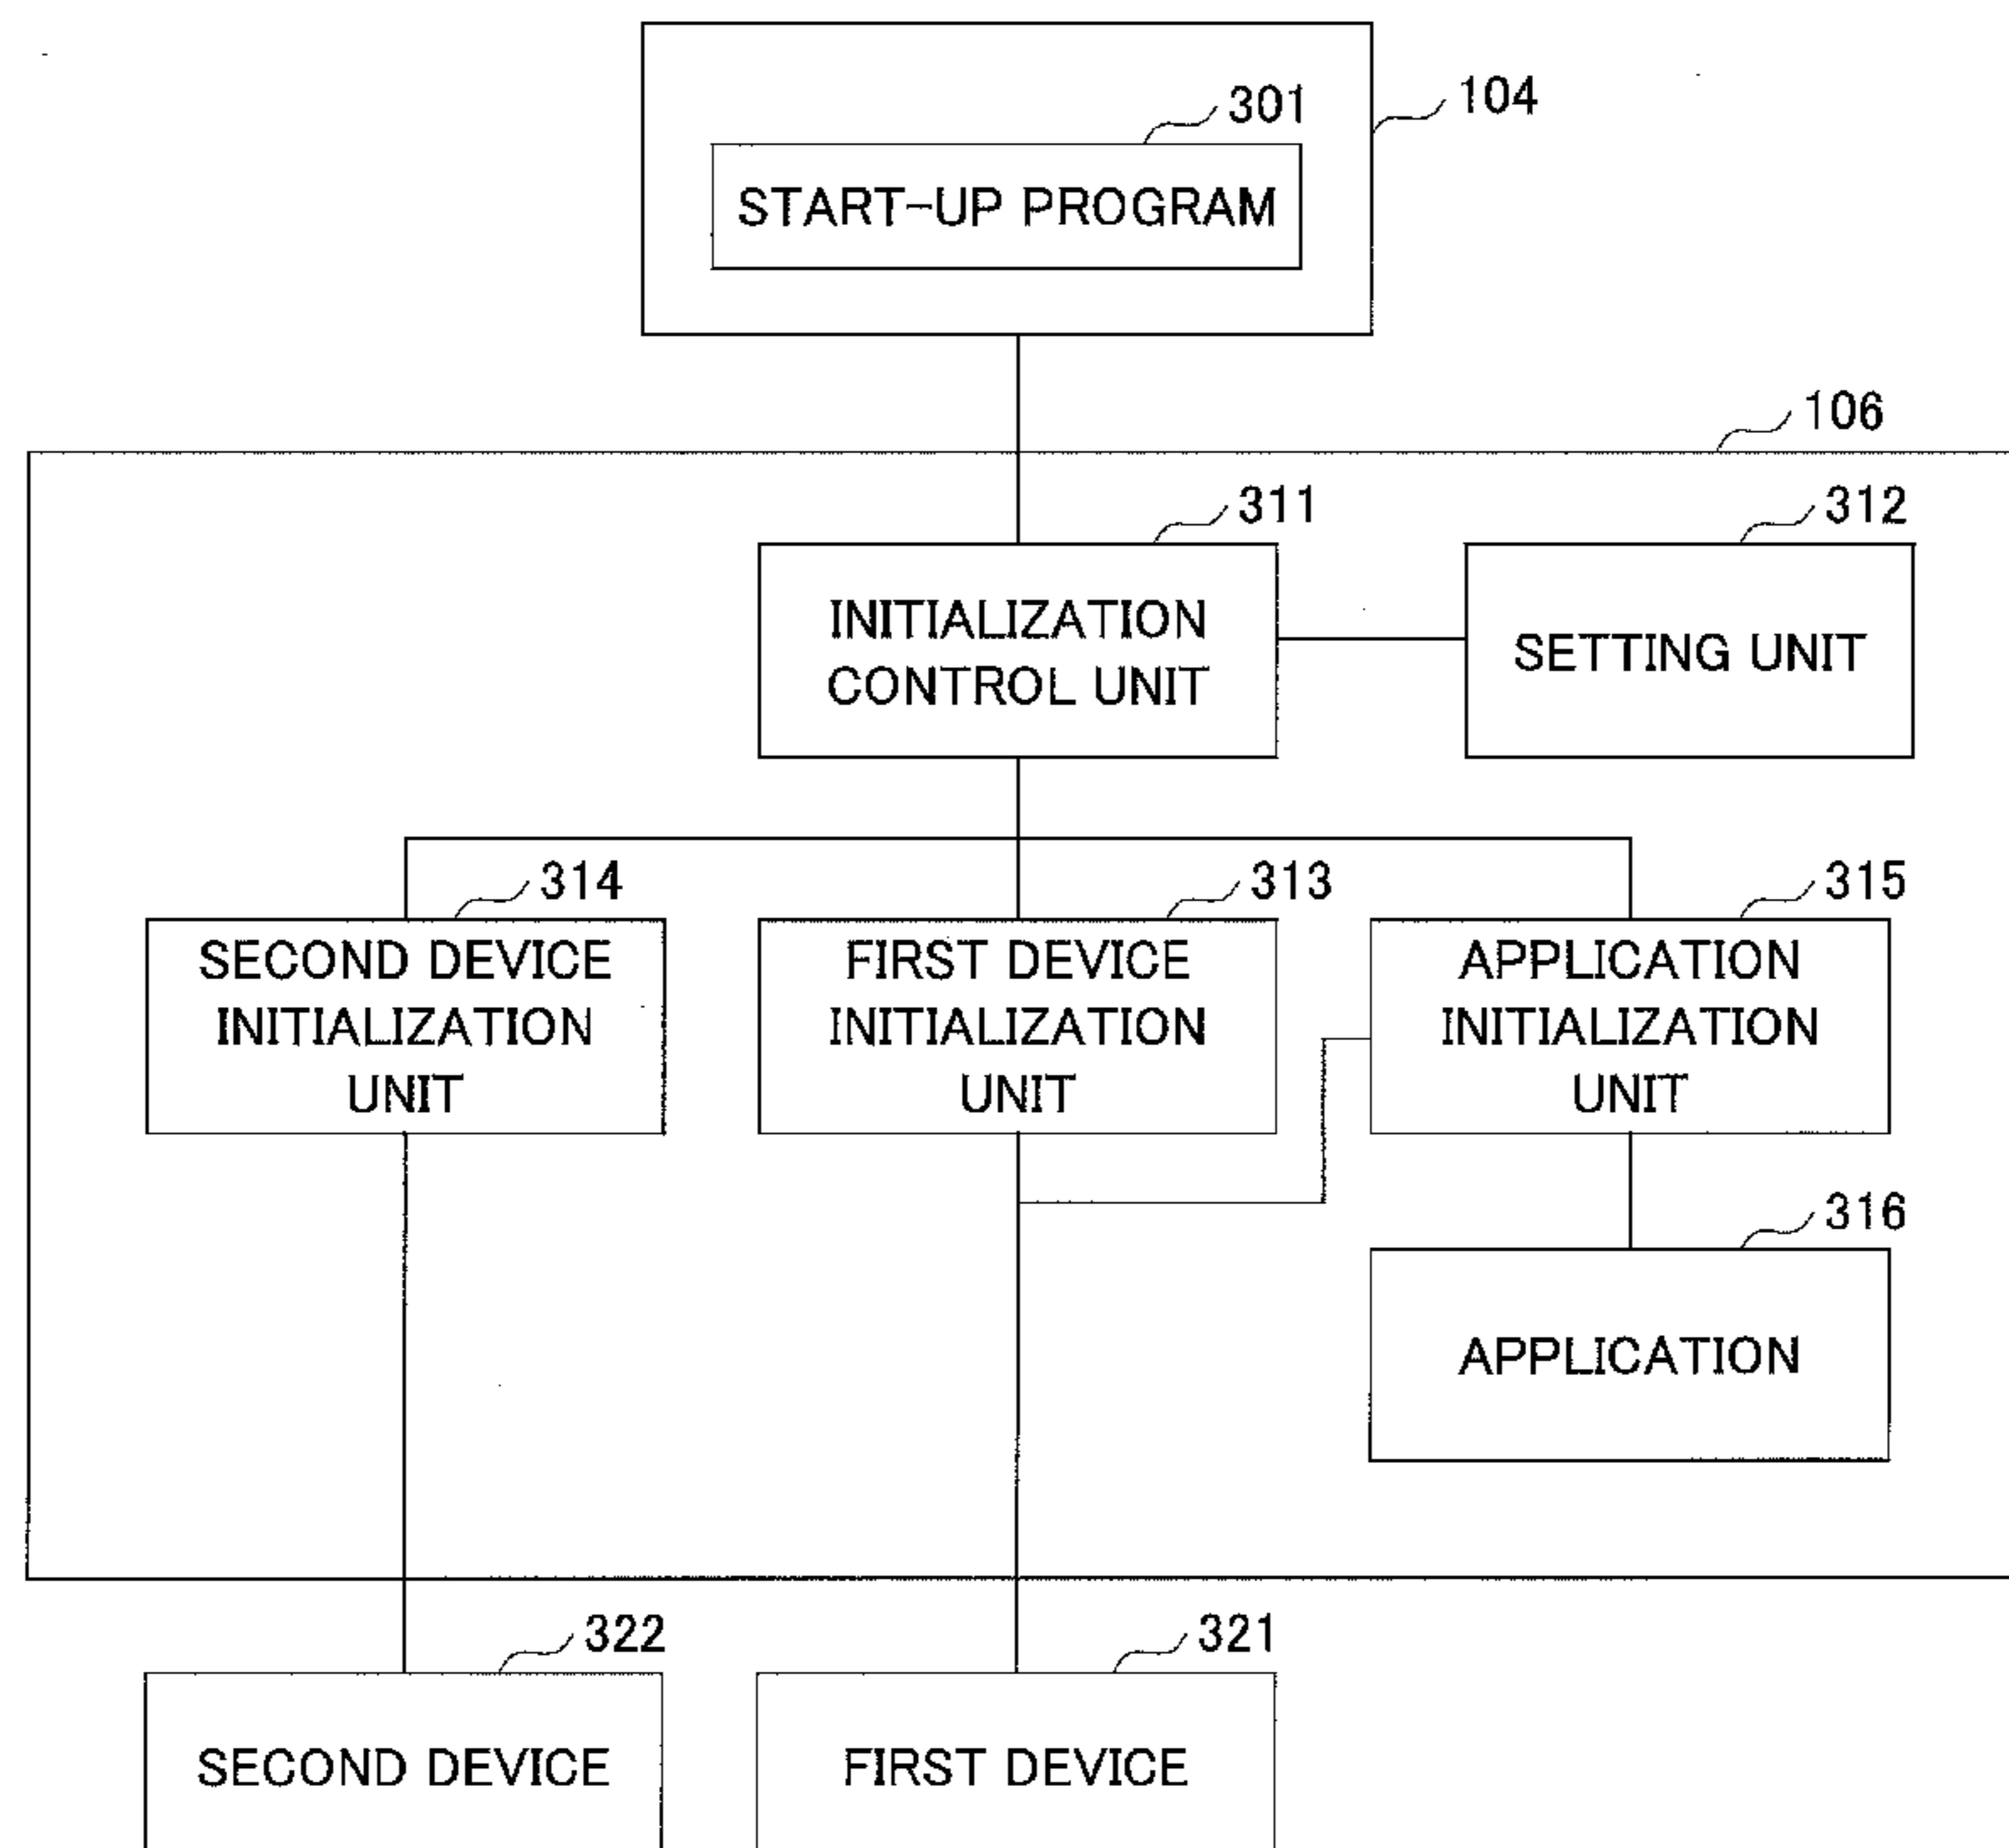 301
104
START-UP PROGRAM
106
311
312
INITIALIZATION
CONTROL UNIT
SETTING UNIT
314
313
315
SECOND DEVICE
INITIALIZATION
UNIT
FIRST DEVICE
INITIALIZATION
UNIT
APPLICATION
INITIALIZATION
UNIT
316
APPLICATION
322
321
SECOND DEVICE
FIRST DEVICE